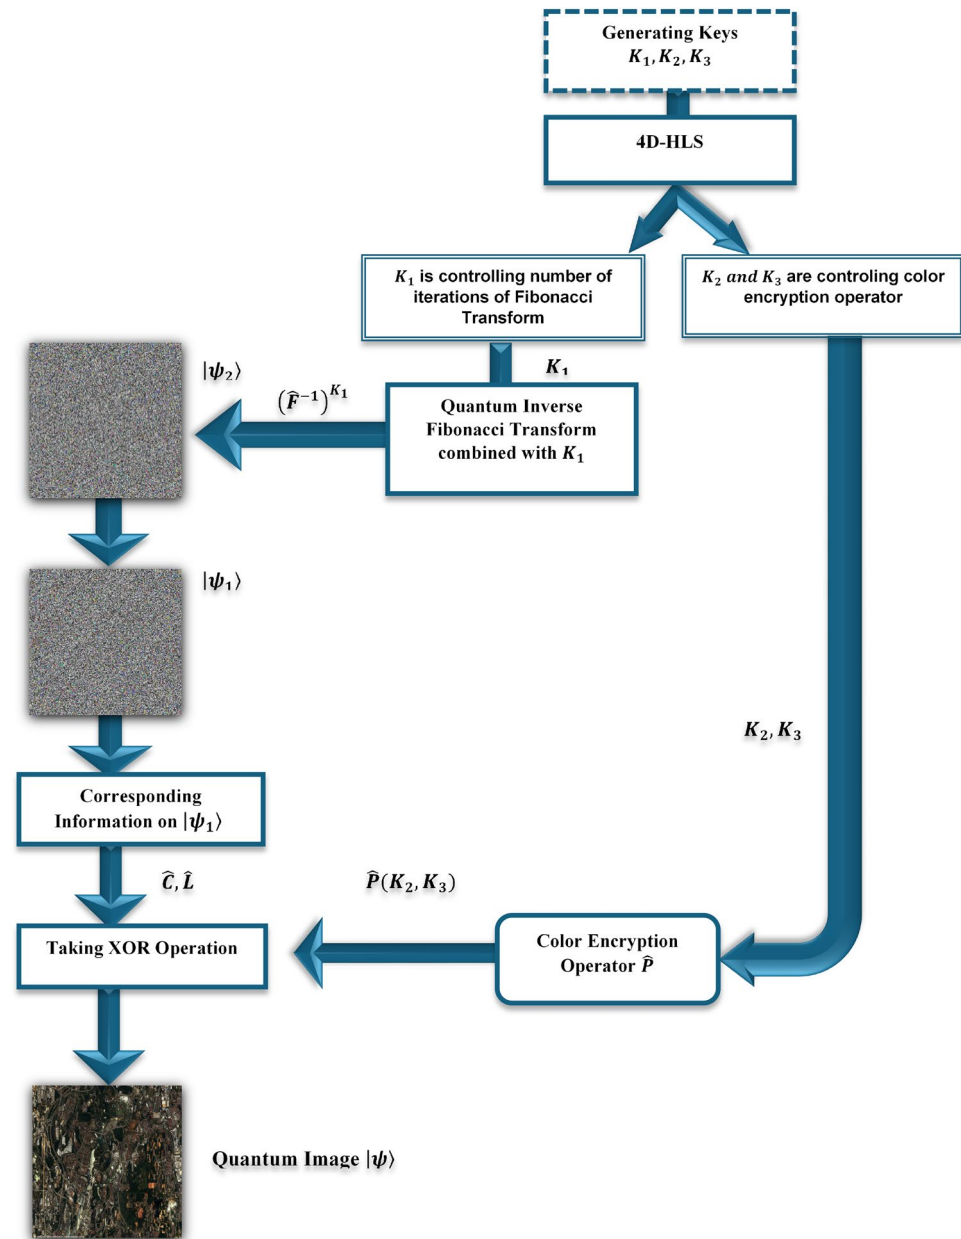 Generating Keys
K₁, K₂, K₃
4D-HLS
K₁ is controlling number of
iterations of Fibonacci
Transform
K₂ and K₃ are controling color
encryption operator
K₁
|ψ₂⟩
(F̂⁻¹)^K₁
Quantum Inverse
Fibonacci Transform
combined with K₁
|ψ₁⟩
K₂, K₃
Corresponding
Information on |ψ₁⟩
Ĉ, L̂
P̂(K₂, K₃)
Taking XOR Operation
Color Encryption
Operator P̂
Quantum Image |ψ⟩